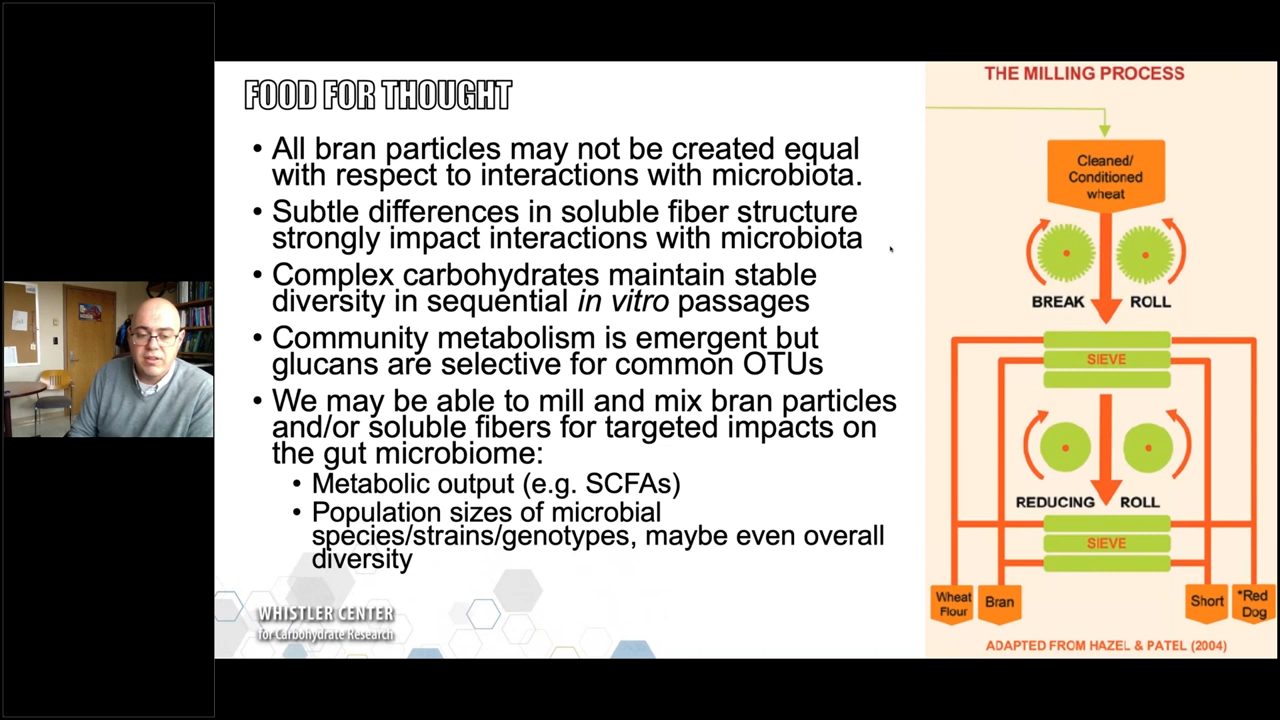 FOOD FOR THOUGHT
• All bran particles may not be created equal
with respect to interactions with microbiota.
• Subtle differences in soluble fiber structure
strongly impact interactions with microbiota
• Complex carbohydrates maintain stable
diversity in sequential in vitro passages
• Community metabolism is emergent but
glucans are selective for common OTUs
• We may be able to mill and mix bran particles
and/or soluble fibers for targeted impacts on
the gut microbiome:
• Metabolic output (e.g. SCFAs)
• Population sizes of microbial
species/strains/genotypes, maybe even overall
diversity
WHISTLER CENTER
for Carbohydrate Research
THE MILLING PROCESS
Cleaned/
Conditioned
wheat
BREAK ROLL
SIEVE
REDUCING ROLL
SIEVE
Wheat
Flour
Bran
Short
*Red
Dog
ADAPTED FROM HAZEL & PATEL (2004)